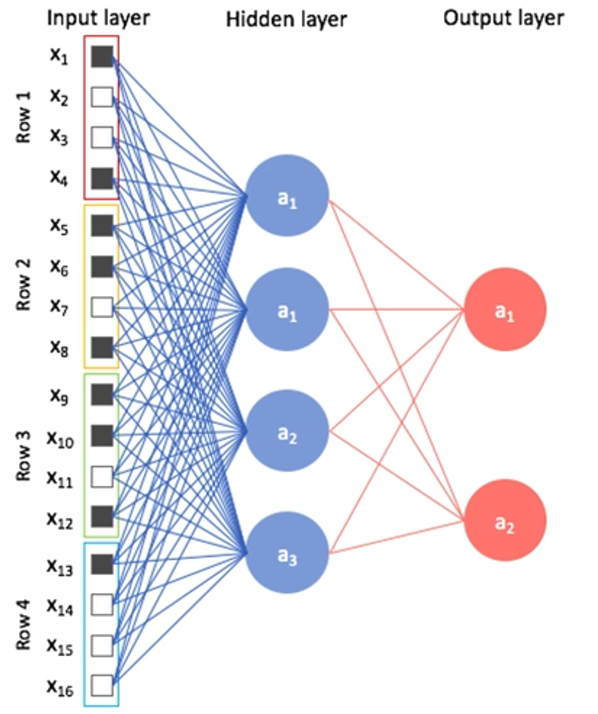 Input layer
Hidden layer
Output layer
Row 1
x₁
x₂
x₃
x₄
Row 2
x₅
x₆
x₇
x₈
Row 3
x₉
x₁₀
x₁₁
x₁₂
Row 4
x₁₃
x₁₄
x₁₅
x₁₆
a₁
a₁
a₂
a₃
a₁
a₂